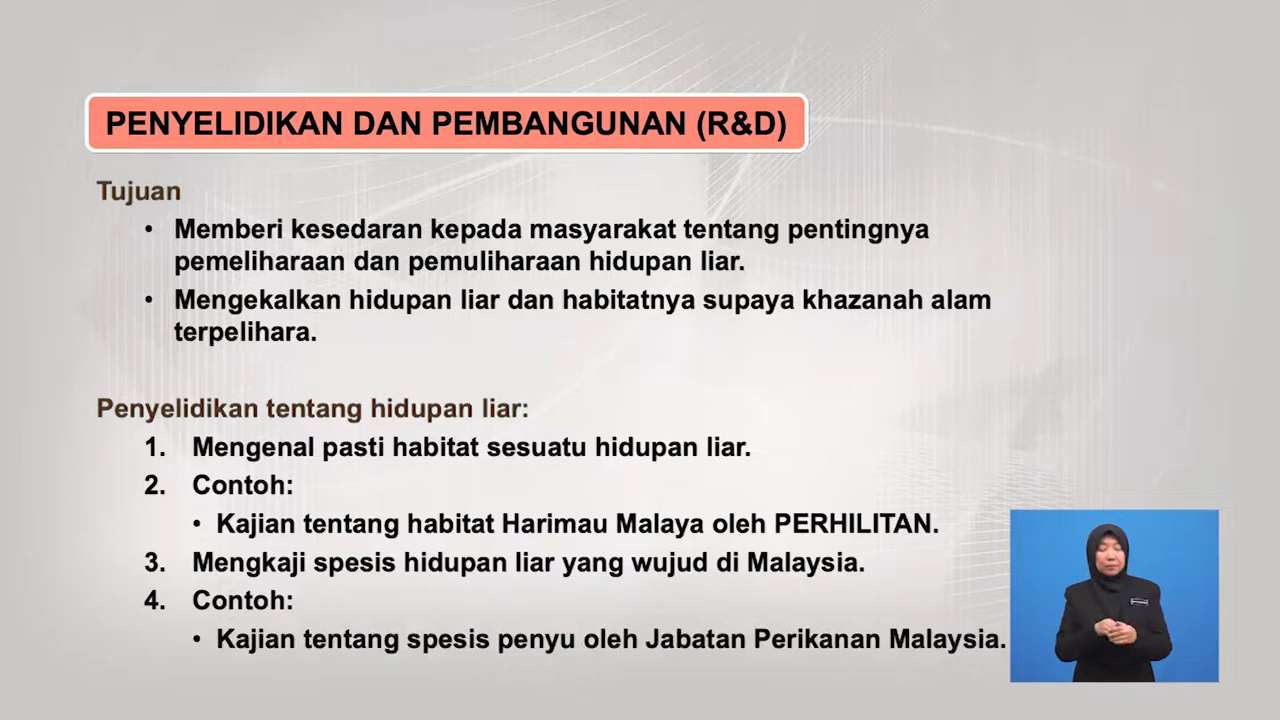 PENYELIDIKAN DAN PEMBANGUNAN (R&D)
Tujuan
• Memberi kesedaran kepada masyarakat tentang pentingnya
pemeliharaan dan pemuliharaan hidupan liar.
• Mengekalkan hidupan liar dan habitatnya supaya khazanah alam
terpelihara.
Penyelidikan tentang hidupan liar:
1. Mengenal pasti habitat sesuatu hidupan liar.
2. Contoh:
• Kajian tentang habitat Harimau Malaya oleh PERHILITAN.
3. Mengkaji spesis hidupan liar yang wujud di Malaysia.
4. Contoh:
• Kajian tentang spesis penyu oleh Jabatan Perikanan Malaysia.